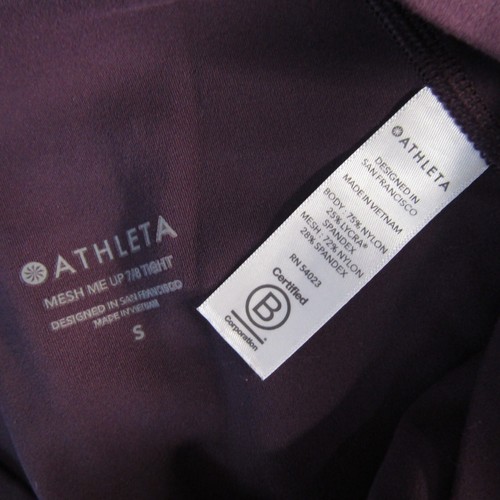 ATHLETA
MESH ME UP 7/8 TIGHT
DESIGNED IN SAN FRANCISCO
MADE IN VIETNAM
S
ATHLETA
DESIGNED IN
SAN FRANCISCO
MADE IN VIETNAM
BODY: 75% NYLON
25% LYCRA®
SPANDEX
MESH: 72% NYLON
28% SPANDEX
RN 54023
Certified
B
Corporation